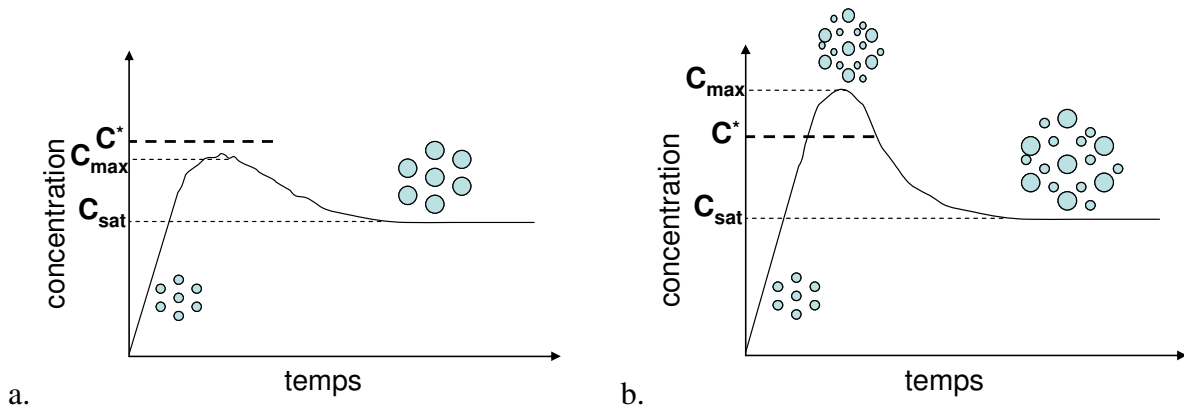 C*
Cmax
Csat
concentration
temps
a.
Cmax
C*
Csat
concentration
temps
b.